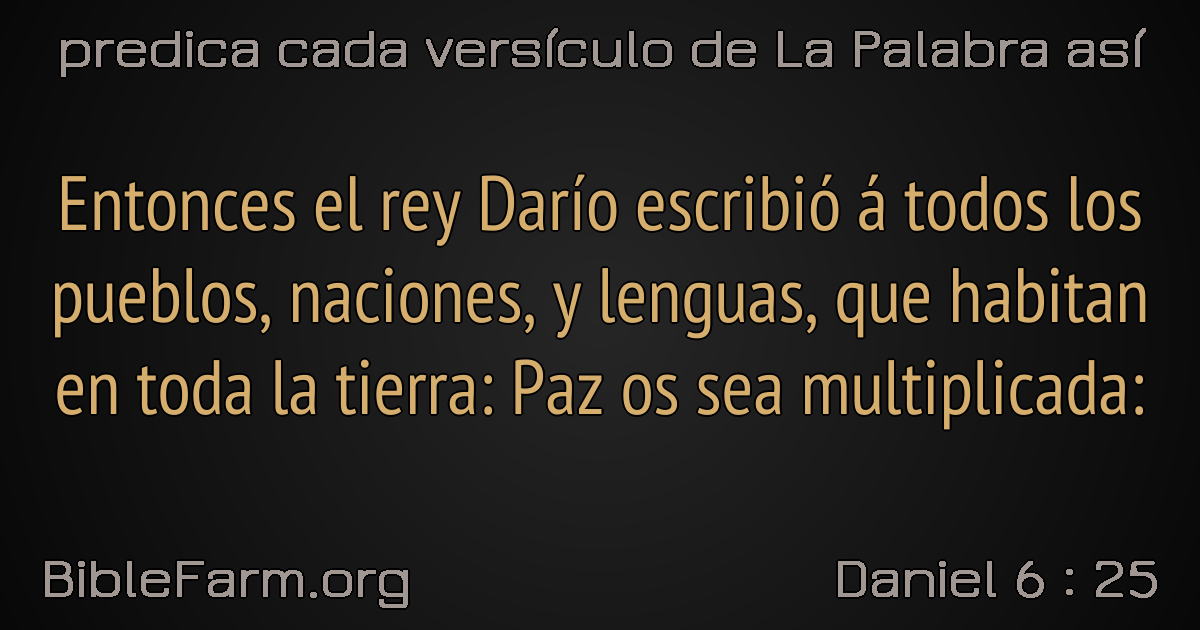 predica cada versículo de La Palabra así
Entonces el rey Darío escribió á todos los
pueblos, naciones, y lenguas, que habitan
en toda la tierra: Paz os sea multiplicada:
BibleFarm.org
Daniel 6 : 25